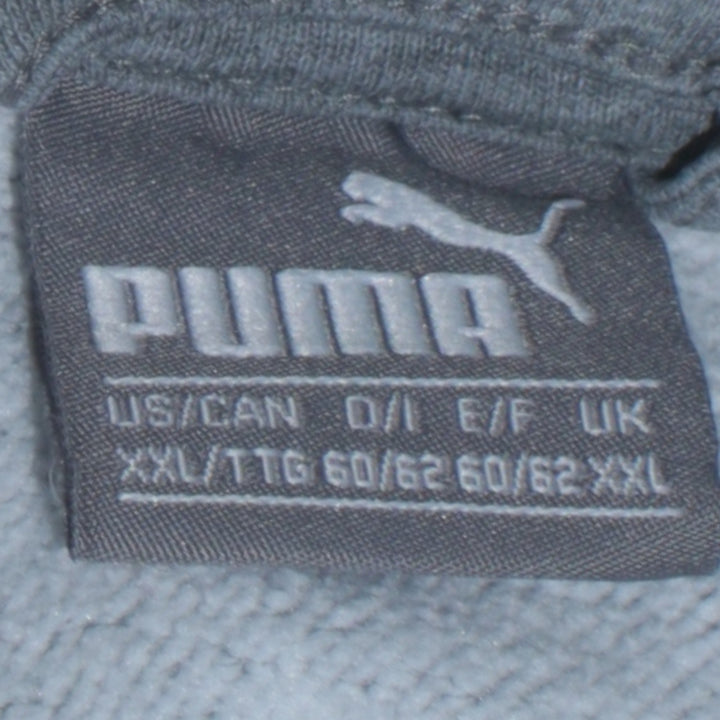 PUMA
US/CAN D/I E/F UK
XXL/TTG 60/62 60/62 XXL